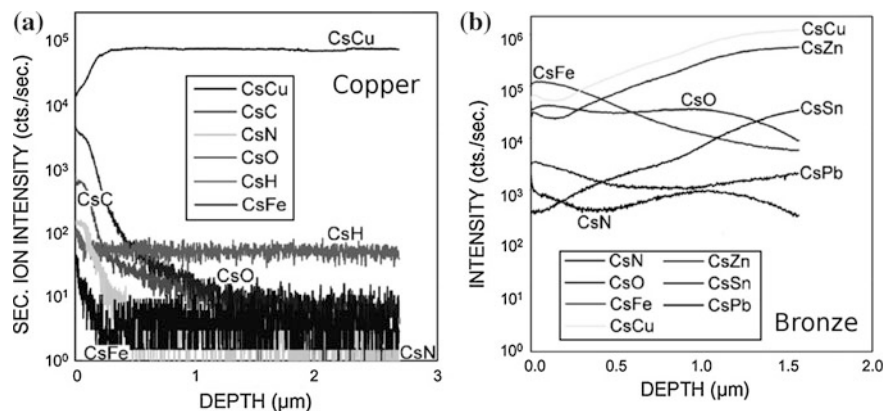 (a)
SEC. ION INTENSITY (cts./sec.)
10⁵
10⁴
10³
10²
10¹
10⁰
CsCu
Copper
CsCu
CsC
CsN
CsO
CsH
CsFe
CsC
CsH
CsO
CsFe
CsN
0
1
2
3
DEPTH (μm)
(b)
INTENSITY (cts./sec.)
10⁶
10⁵
10⁴
10³
10²
10¹
10⁰
CsFe
CsCu
CsZn
CsO
CsSn
CsPb
CsN
CsN
CsO
CsFe
CsCu
CsZn
CsSn
CsPb
Bronze
0.0
0.5
1.0
1.5
2.0
DEPTH (μm)